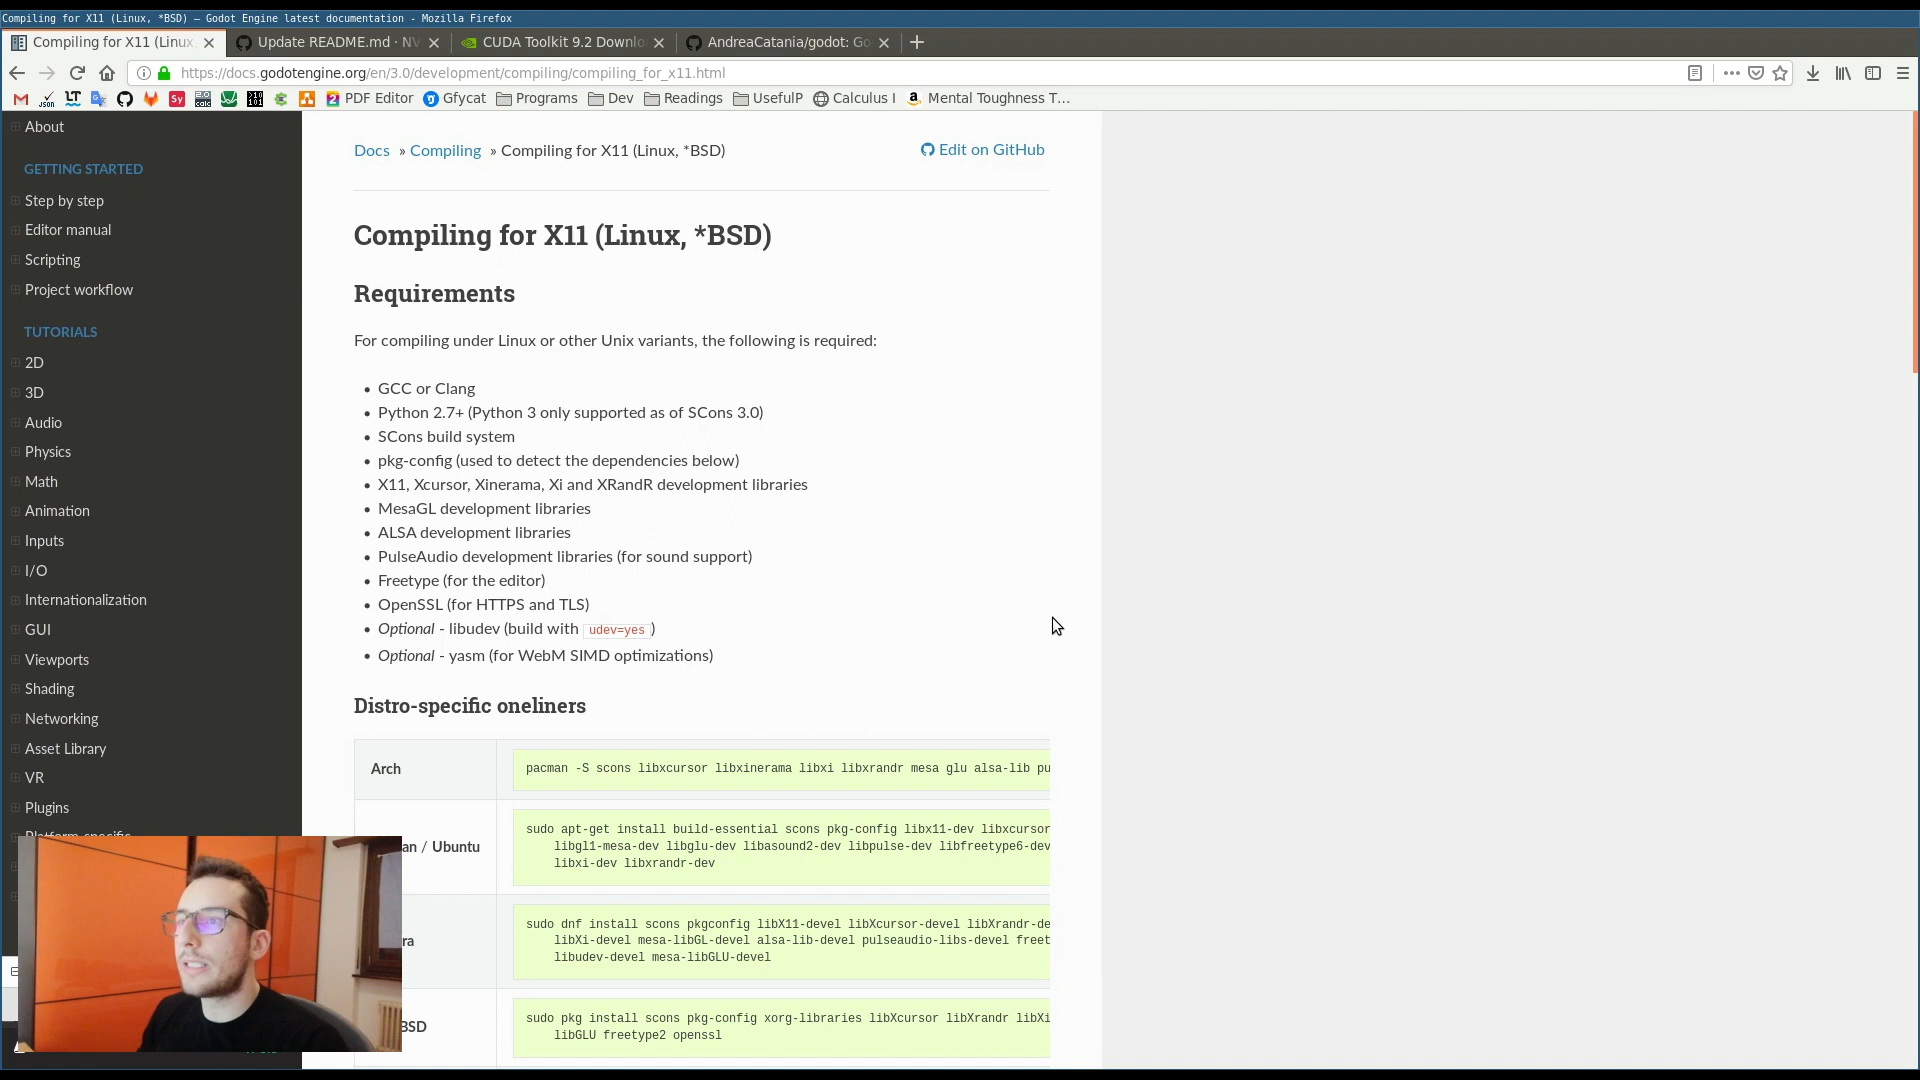 Compiling for X11 (Linux, *BSD) — Godot Engine latest documentation - Mozilla Firefox
Compiling for X11 (Linux
Update README.md · NV
CUDA Toolkit 9.2 Downlo
AndreaCatania/godot: Go
https://docs.godotengine.org/en/3.0/development/compiling/compiling_for_x11.html
PDF Editor
Gfycat
Programs
Dev
Readings
UsefulP
Calculus I
Mental Toughness T…
About
GETTING STARTED
Step by step
Editor manual
Scripting
Project workflow
TUTORIALS
2D
3D
Audio
Physics
Math
Animation
Inputs
I/O
Internationalization
GUI
Viewports
Shading
Networking
Asset Library
VR
Plugins
Platform-specific
Docs » Compiling » Compiling for X11 (Linux, *BSD)
Edit on GitHub
Compiling for X11 (Linux, *BSD)
Requirements
For compiling under Linux or other Unix variants, the following is required:
• GCC or Clang
• Python 2.7+ (Python 3 only supported as of SCons 3.0)
• SCons build system
• pkg-config (used to detect the dependencies below)
• X11, Xcursor, Xinerama, Xi and XRandR development libraries
• MesaGL development libraries
• ALSA development libraries
• PulseAudio development libraries (for sound support)
• Freetype (for the editor)
• OpenSSL (for HTTPS and TLS)
• Optional - libudev (build with udev=yes )
• Optional - yasm (for WebM SIMD optimizations)
Distro-specific oneliners
Arch
pacman -S scons libxcursor libxinerama libxi libxrandr mesa glu alsa-lib pu
an / Ubuntu
sudo apt-get install build-essential scons pkg-config libx11-dev libxcursor
libgl1-mesa-dev libglu-dev libasound2-dev libpulse-dev libfreetype6-dev
libxi-dev libxrandr-dev
ra
sudo dnf install scons pkgconfig libX11-devel libXcursor-devel libXrandr-de
libXi-devel mesa-libGL-devel alsa-lib-devel pulseaudio-libs-devel freet
libudev-devel mesa-libGLU-devel
BSD
sudo pkg install scons pkg-config xorg-libraries libXcursor libXrandr libXi
libGLU freetype2 openssl